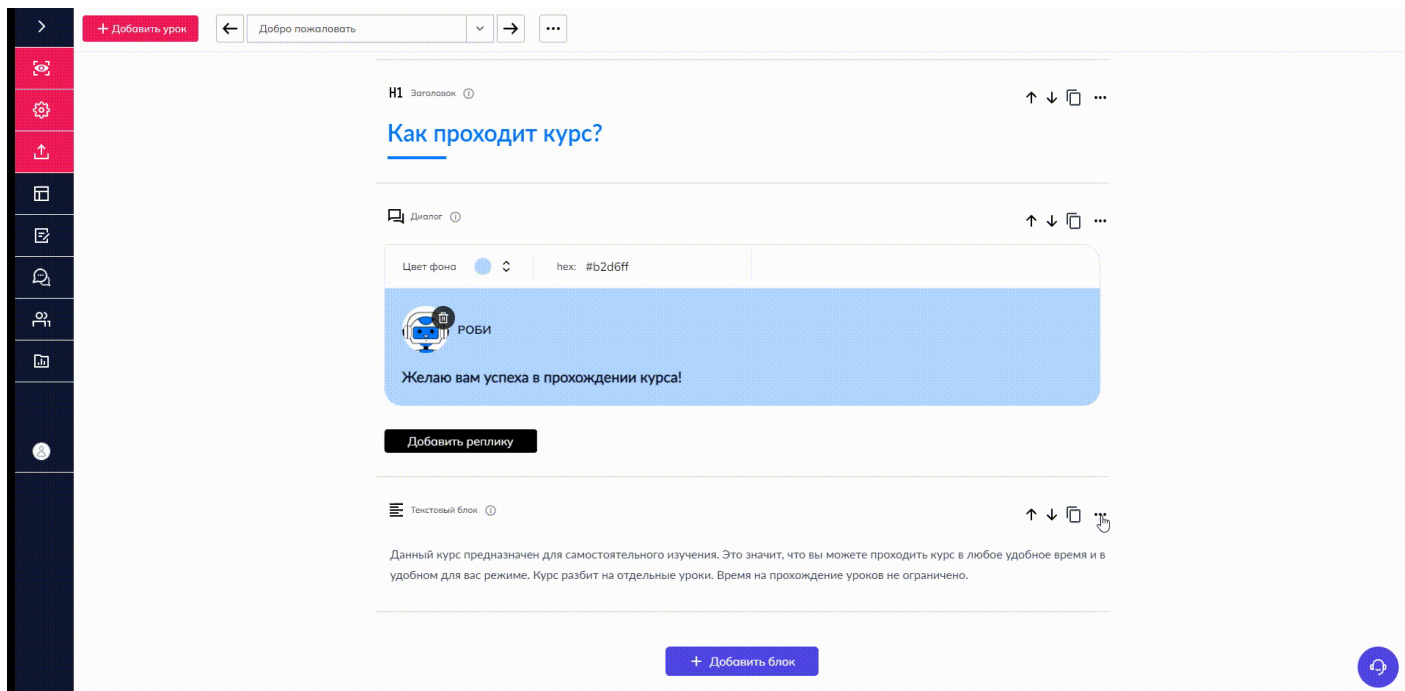 + Добавить урок
Добро пожаловать
H1 Заголовок
Как проходит курс?
Диалог
Цвет фона
hex: #b2d6ff
РОБИ
Желаю вам успеха в прохождении курса!
Добавить реплику
Текстовый блок
Данный курс предназначен для самостоятельного изучения. Это значит, что вы можете проходить курс в любое удобное время и в
удобном для вас режиме. Курс разбит на отдельные уроки. Время на прохождение уроков не ограничено.
+ Добавить блок